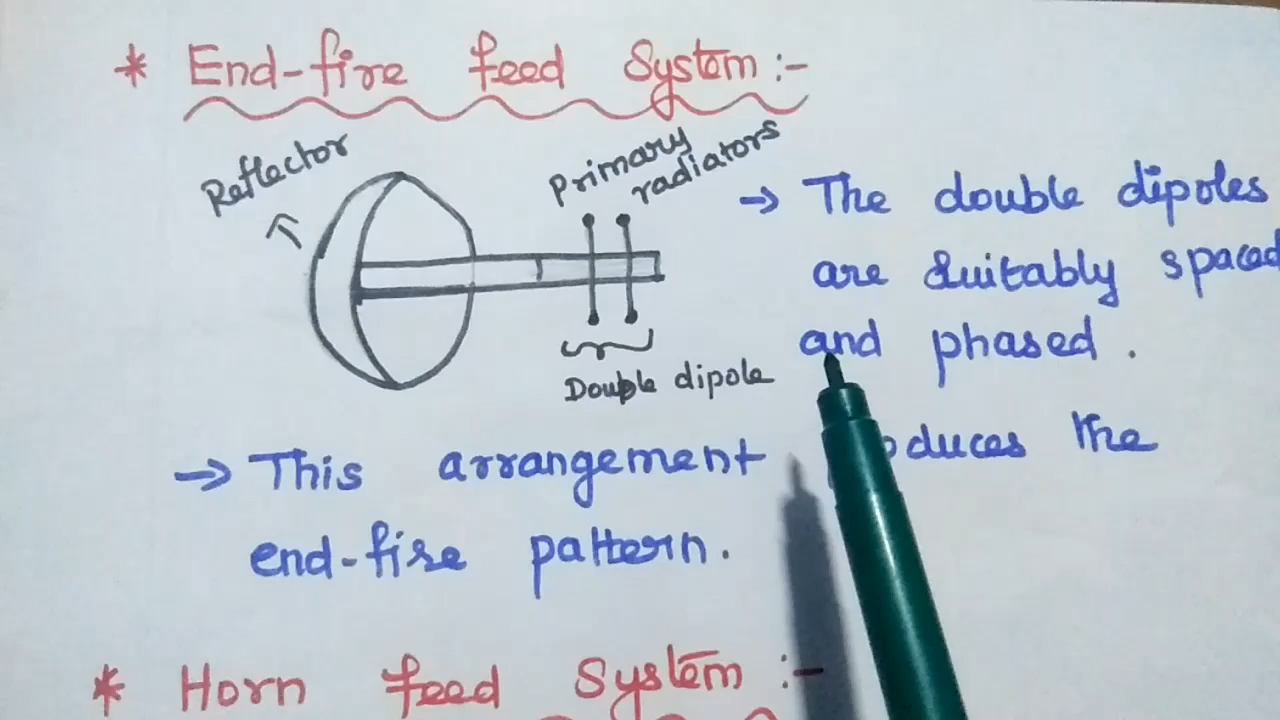 * End-fire feed System :-
Reflector
Primary
radiators
Double dipole
→ The double dipoles
are suitably spaced
and phased.
→ This arrangement the
end-fire pattern.
* Horn feed System :-